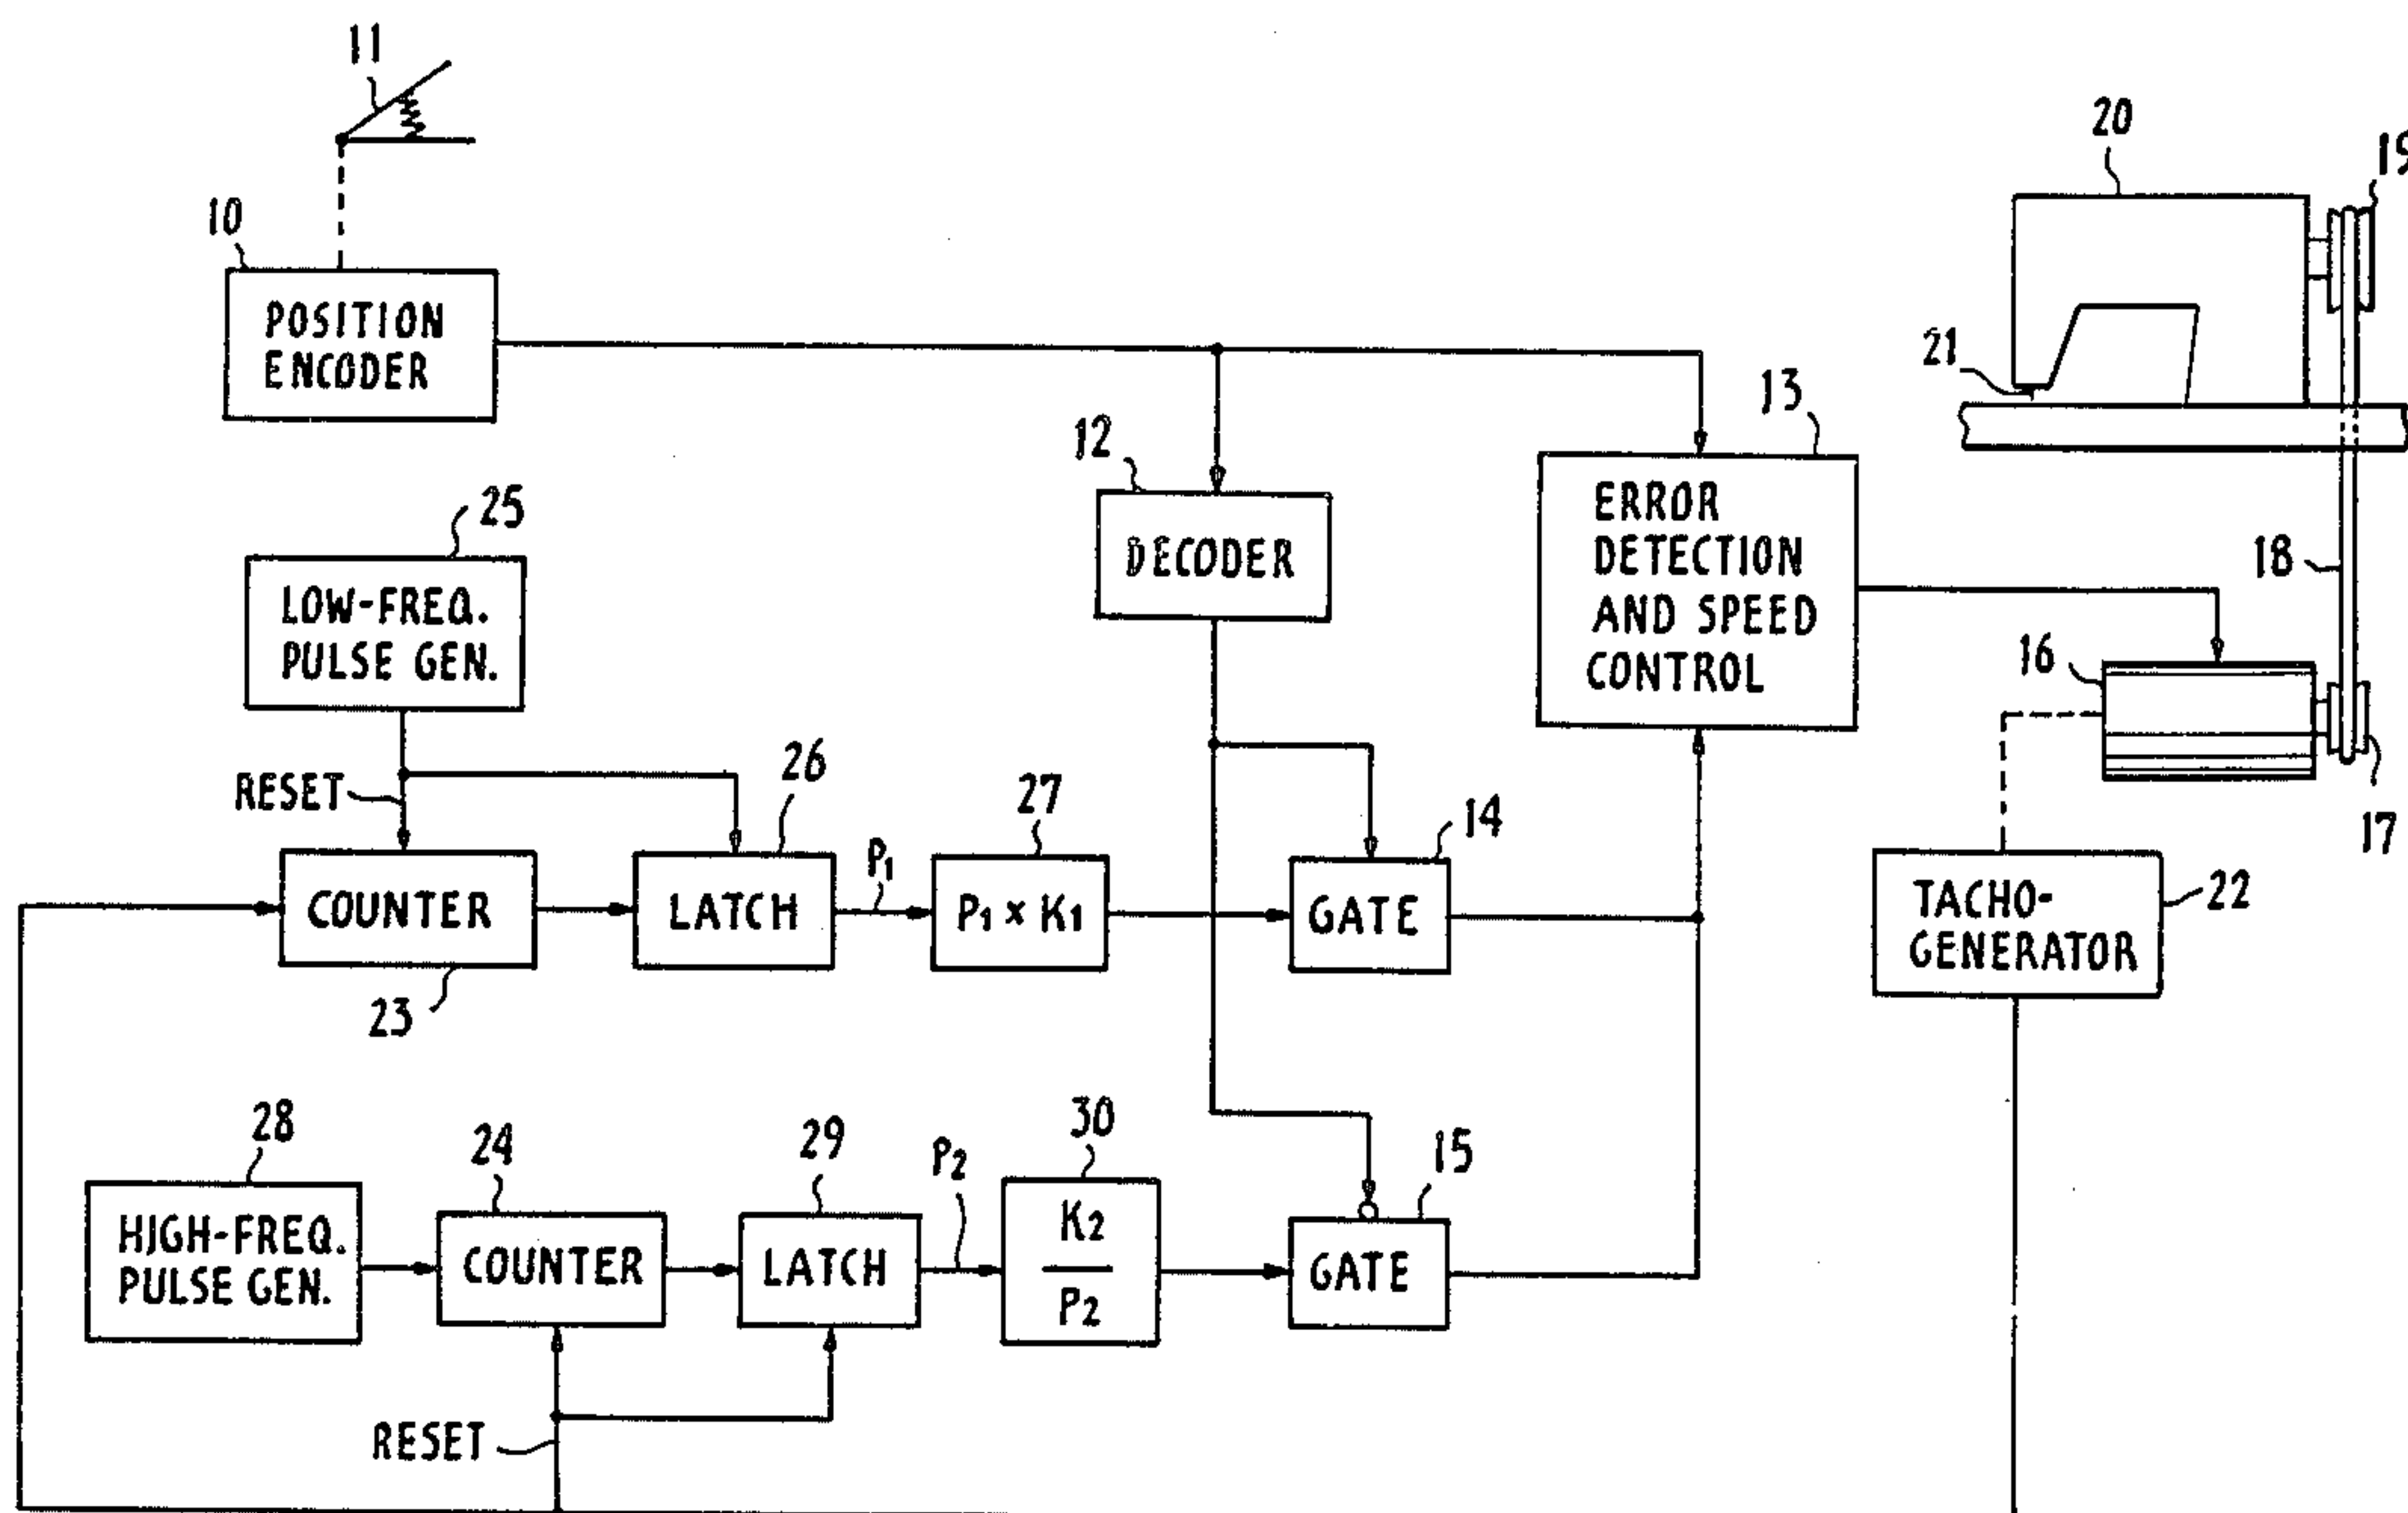 11
20
19
10
POSITION
ENCODER
21
13
12
ERROR
DETECTION
AND SPEED
CONTROL
25
DECODER
18
LOW-FREQ.
PULSE GEN.
16
26
RESET
27
14
17
P1
COUNTER
LATCH
P1 x K1
GATE
TACHO-
GENERATOR
22
23
28
24
29
P2
30
15
HIGH-FREQ.
PULSE GEN.
COUNTER
LATCH
K2
P2
GATE
RESET